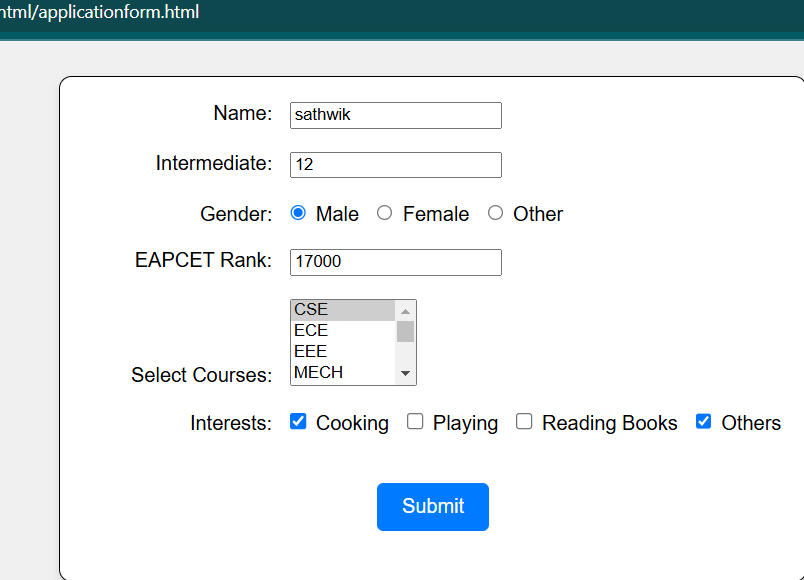 html/applicationform.html
Name: sathwik
Intermediate: 12
Gender: Male Female Other
EAPCET Rank: 17000
CSE
ECE
EEE
MECH
Select Courses:
Interests: Cooking Playing Reading Books Others
Submit